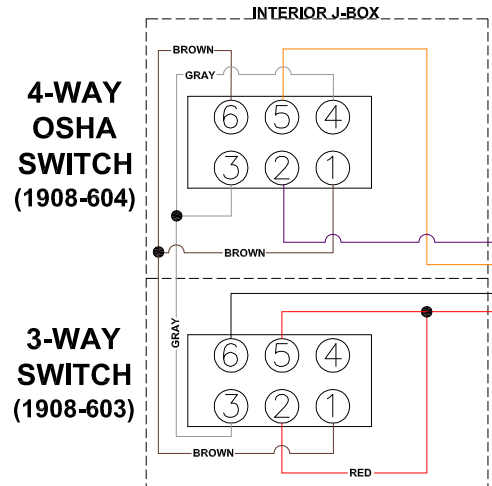 INTERIOR J-BOX
BROWN
GRAY
4-WAY
OSHA
SWITCH
(1908-604)
6 5 4
3 2 1
BROWN
GRAY
3-WAY
SWITCH
(1908-603)
6 5 4
3 2 1
BROWN
RED